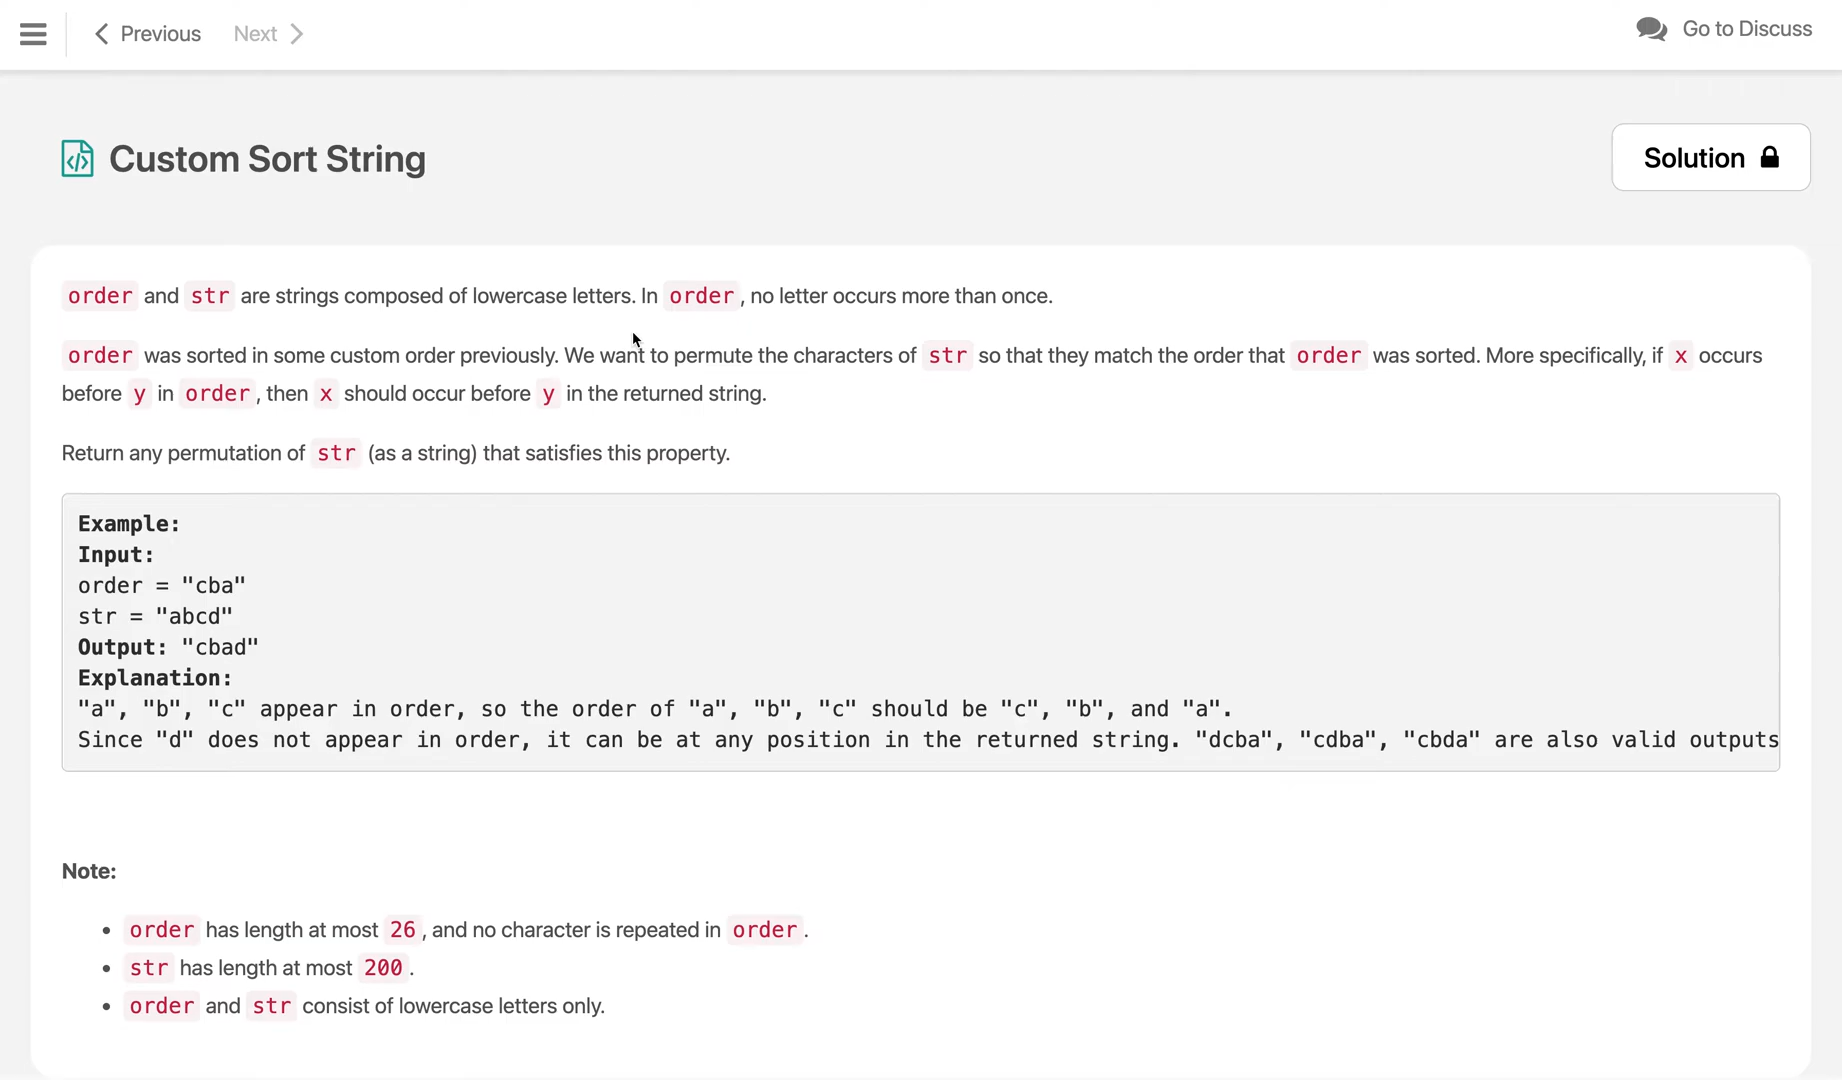 Previous Next Go to Discuss
Custom Sort String
Solution
order and str are strings composed of lowercase letters. In order, no letter occurs more than once.
order was sorted in some custom order previously. We want to permute the characters of str so that they match the order that order was sorted. More specifically, if x occurs
before y in order, then x should occur before y in the returned string.
Return any permutation of str (as a string) that satisfies this property.
Example:
Input:
order = "cba"
str = "abcd"
Output: "cbad"
Explanation:
"a", "b", "c" appear in order, so the order of "a", "b", "c" should be "c", "b", and "a".
Since "d" does not appear in order, it can be at any position in the returned string. "dcba", "cdba", "cbda" are also valid outputs
Note:
• order has length at most 26, and no character is repeated in order.
• str has length at most 200.
• order and str consist of lowercase letters only.